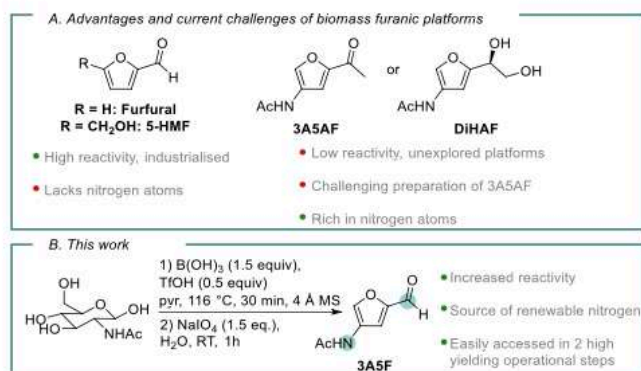 A. Advantages and current challenges of biomass furanic platforms
R
O
O
H
R = H: Furfural
R = CH2OH: 5-HMF
High reactivity, industrialised
Lacks nitrogen atoms
O
O
AcHN
3A5AF
or
O
OH
OH
AcHN
DiHAF
Low reactivity, unexplored platforms
Challenging preparation of 3A5AF
Rich in nitrogen atoms
B. This work
HO
HO
HO
O
OH
NHAc
1) B(OH)3 (1.5 equiv),
TfOH (0.5 equiv)
pyr, 116 °C, 30 min, 4 Å MS
2) NaIO4 (1.5 eq.),
H2O, RT, 1h
O
O
H
AcHN
3A5F
Increased reactivity
Source of renewable nitrogen
Easily accessed in 2 high
yielding operational steps